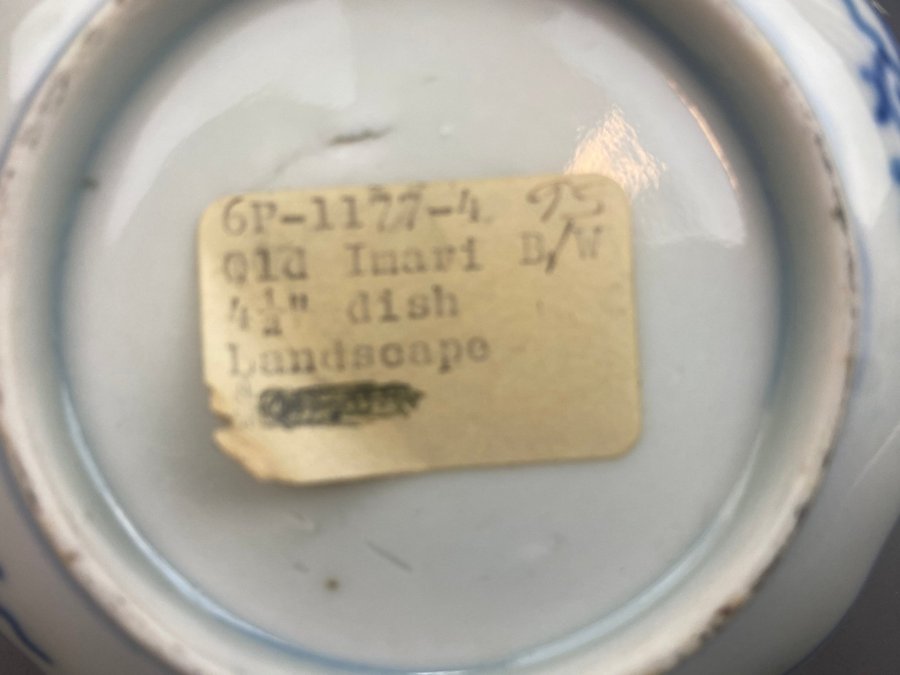 6P-1177-4 95
Old Imari B/W
4½" dish
Landscape